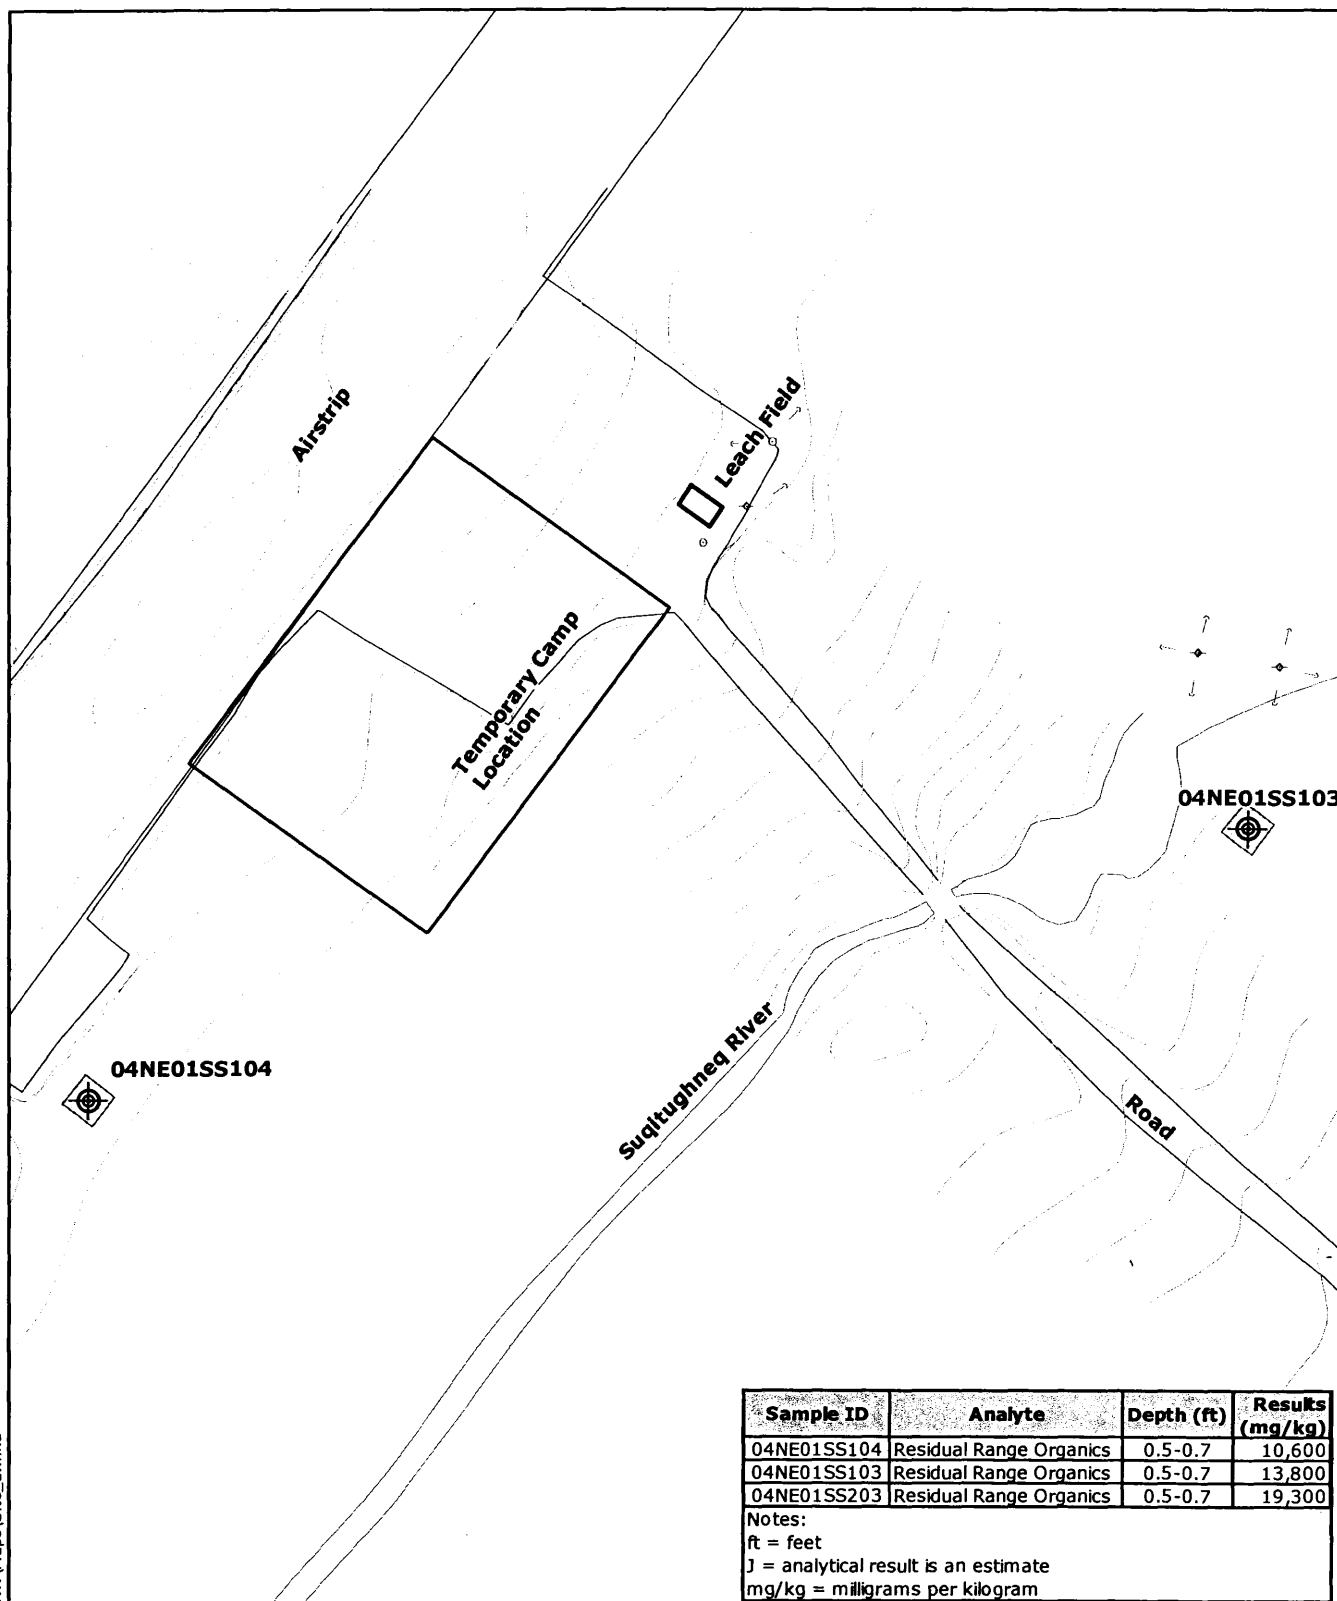 Airstrip
Leach Field
Temporary Camp
Location
04NE01SS103
04NE01SS104
Suqitughneq River
Road
Sample ID Analyte Depth (ft) Results (mg/kg)
04NE01SS104 Residual Range Organics 0.5-0.7 10,600
04NE01SS103 Residual Range Organics 0.5-0.7 13,800
04NE01SS203 Residual Range Organics 0.5-0.7 19,300
Notes:
ft = feet
J = analytical result is an estimate
mg/kg = milligrams per kilogram